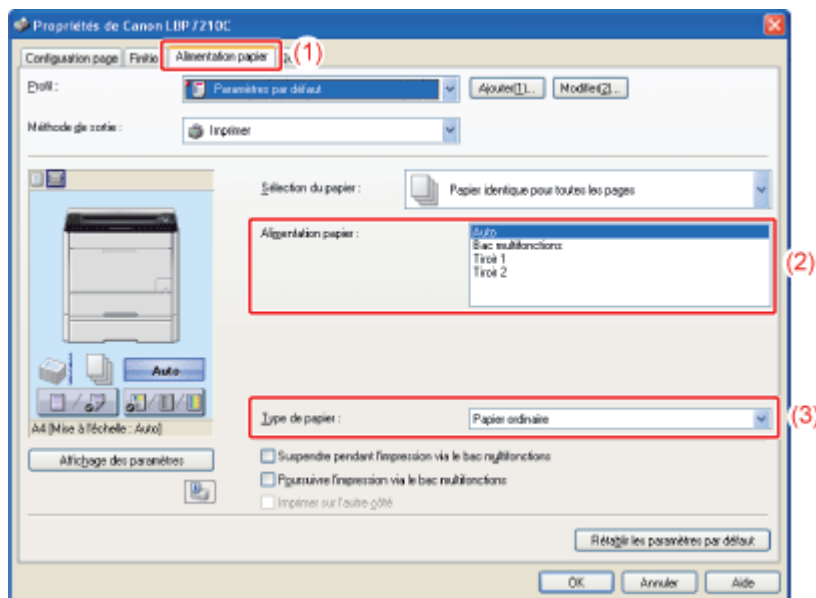 Propriétés de Canon LBP7210C
Configuration page Finitio Alimentation papier (1)
Profil : Paramètres par défaut Ajouter(1)... Modifier(2)...
Méthode de sortie : Imprimer
Sélection du papier : Papier identique pour toutes les pages
Alimentation papier :
Auto
Bac multifonctions
Tiroir 1
Tiroir 2
(2)
Auto
Type de papier : Papier ordinaire (3)
A4 [Mise à l'échelle : Auto]
Affichage des paramètres
Suspendre pendant l'impression via le bac multifonctions
Poursuivre l'impression via le bac multifonctions
Imprimer sur l'autre côté
Rétablir les paramètres par défaut
OK Annuler Aide